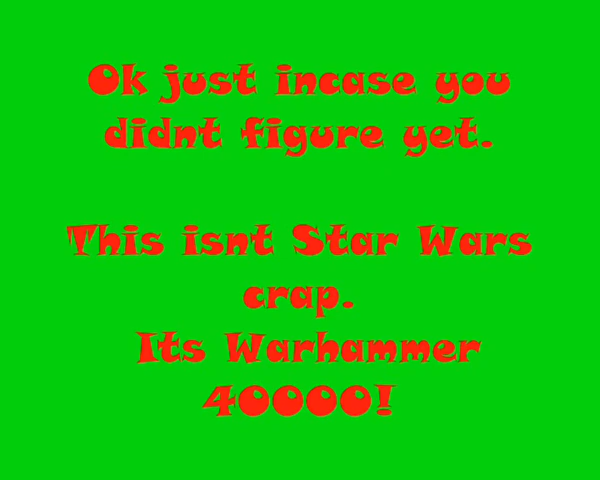 Ok just incase you
didnt figure yet.
This isnt Star Wars
crap.
Its Warhammer
40000!